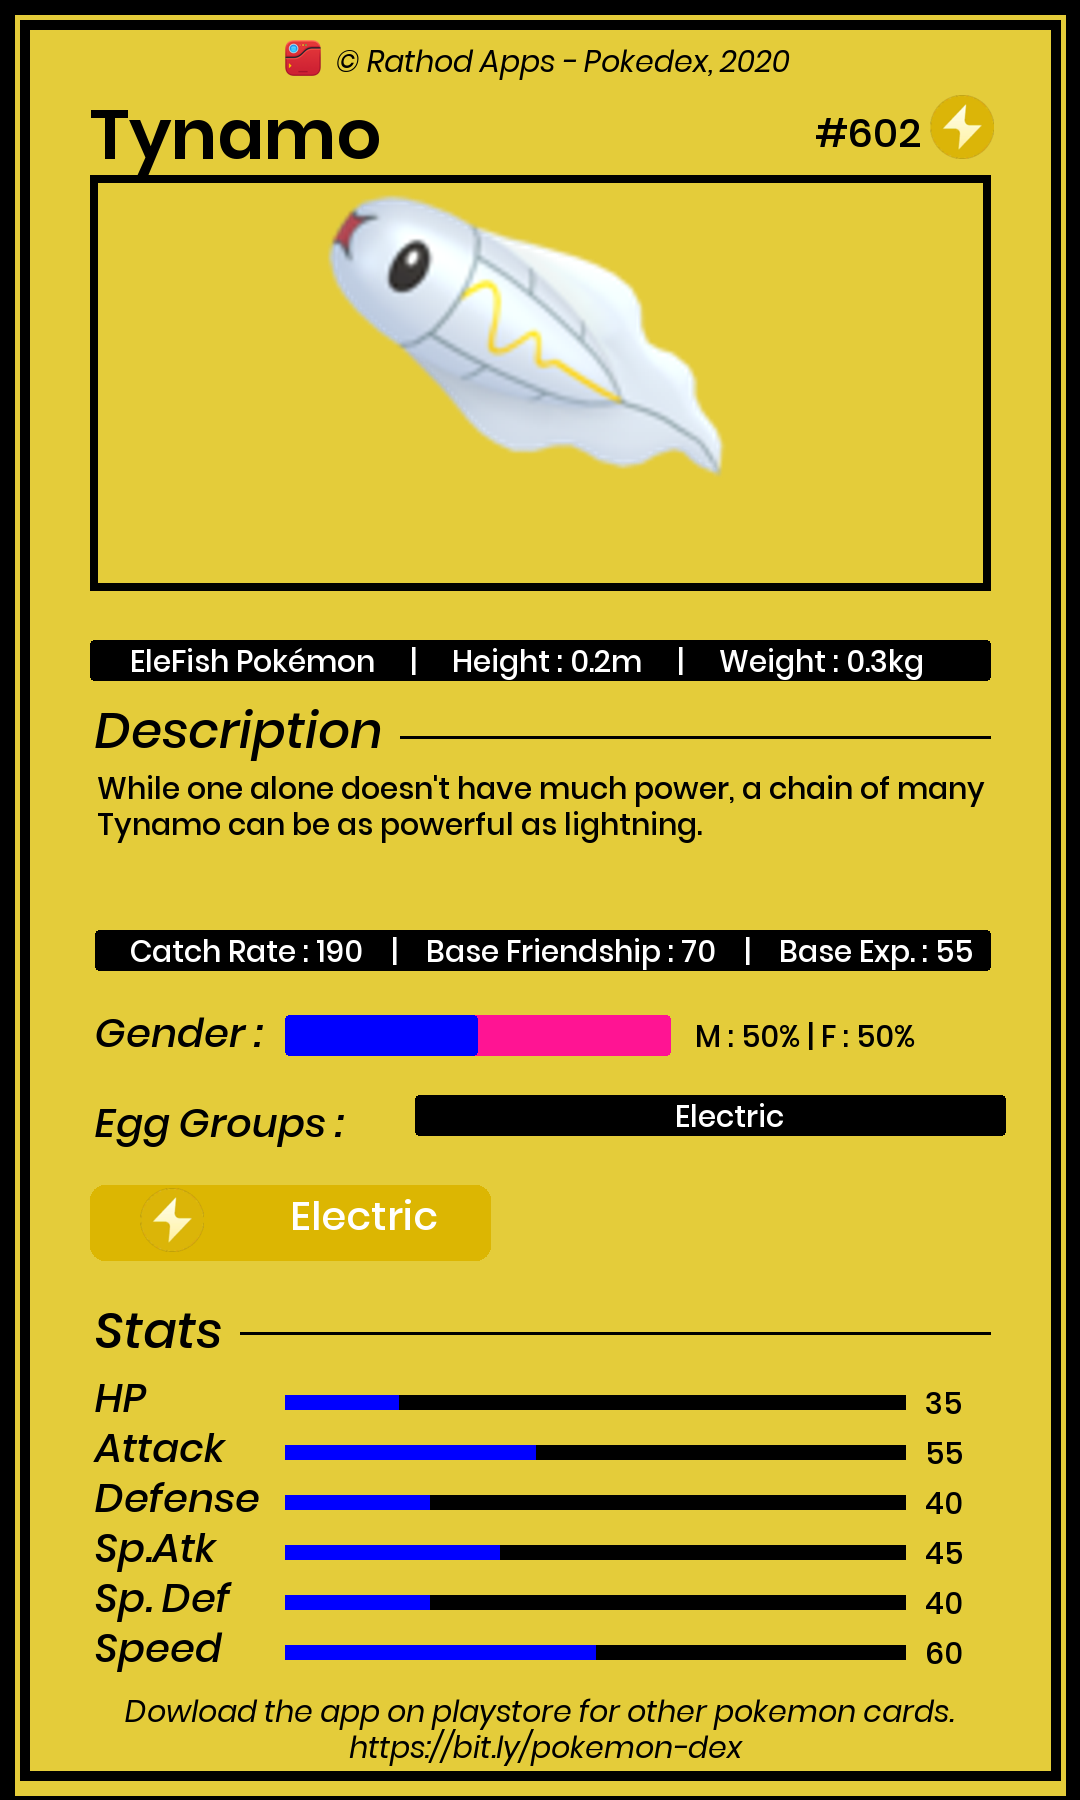 © Rathod Apps - Pokedex, 2020
Tynamo #602
EleFish Pokémon | Height : 0.2m | Weight : 0.3kg
Description
While one alone doesn't have much power, a chain of many
Tynamo can be as powerful as lightning.
Catch Rate : 190 | Base Friendship : 70 | Base Exp. : 55
Gender : M : 50% | F : 50%
Egg Groups : Electric
Electric
Stats
HP 35
Attack 55
Defense 40
Sp.Atk 45
Sp. Def 40
Speed 60
Dowload the app on playstore for other pokemon cards.
https://bit.ly/pokemon-dex